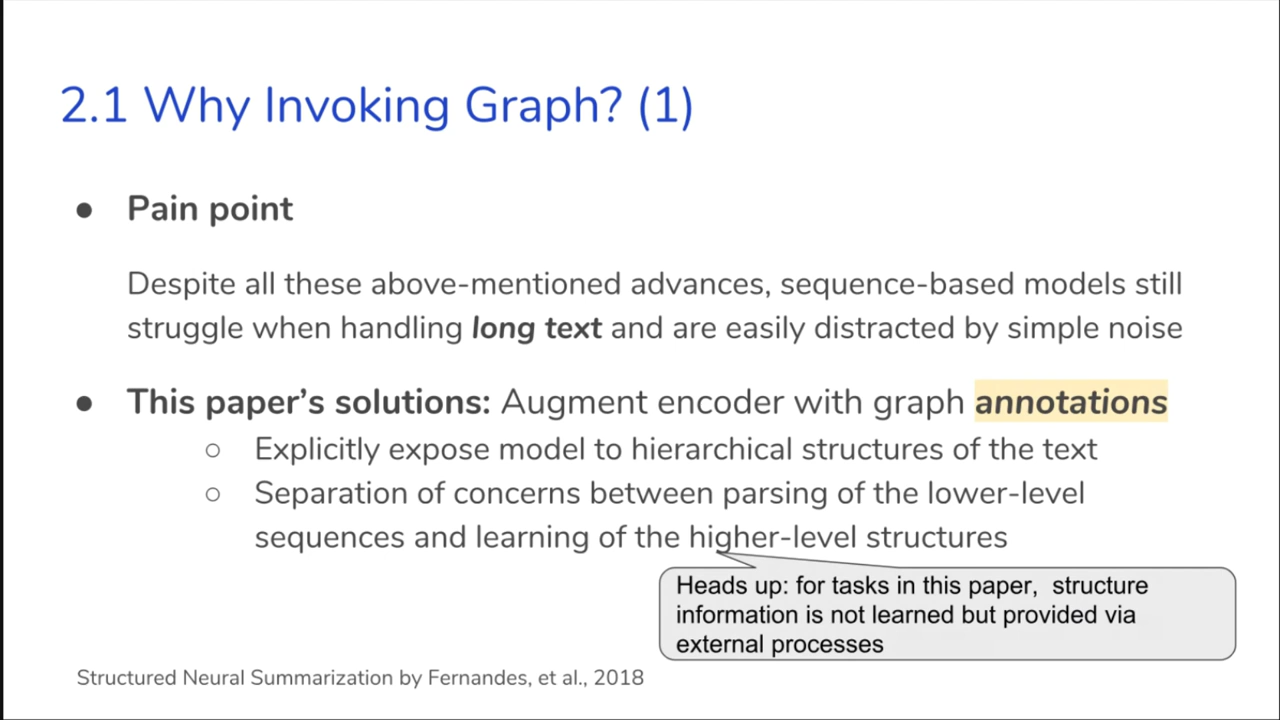 2.1 Why Invoking Graph? (1)
● Pain point
Despite all these above-mentioned advances, sequence-based models still
struggle when handling long text and are easily distracted by simple noise
● This paper’s solutions: Augment encoder with graph annotations
○ Explicitly expose model to hierarchical structures of the text
○ Separation of concerns between parsing of the lower-level
sequences and learning of the higher-level structures
Heads up: for tasks in this paper, structure
information is not learned but provided via
external processes
Structured Neural Summarization by Fernandes, et al., 2018